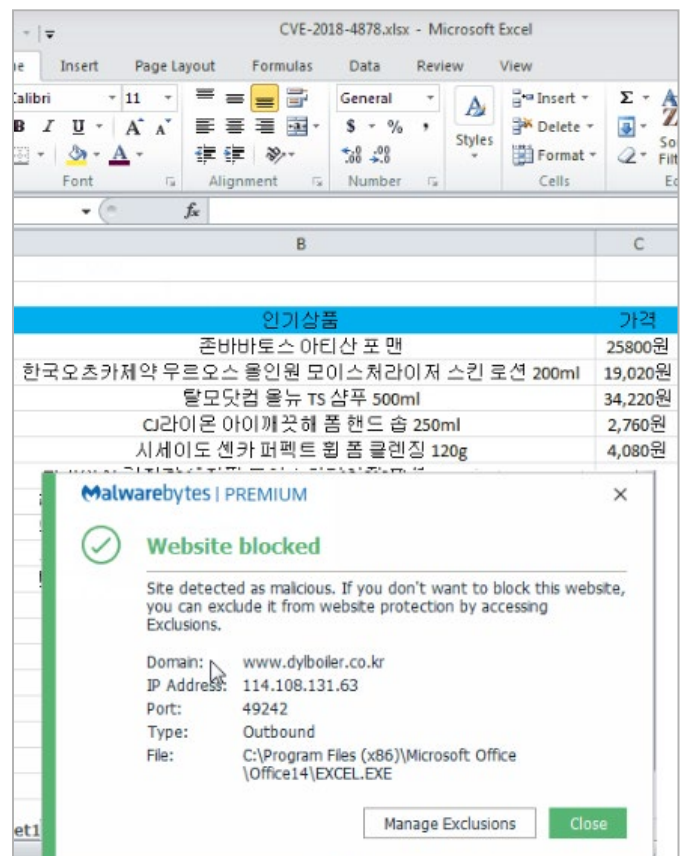 CVE-2018-4878.xlsx - Microsoft Excel
Insert Page Layout Formulas Data Review View
Calibri 11 General Insert Σ
B I U A A $ % , Styles Delete
A Format
Font Alignment Number Cells
fx
B C
인기상품 가격
존바바토스 아티산 포 맨 25800원
한국오츠카제약 우르오스 올인원 모이스처라이저 스킨 로션 200ml 19,020원
탈모닷컴 올뉴 TS 샴푸 500ml 34,220원
CJ라이온 아이깨끗해 폼 핸드 솝 250ml 2,760원
시세이도 센카 퍼펙트 휩 폼 클렌징 120g 4,080원
Malwarebytes | PREMIUM
Website blocked
Site detected as malicious. If you don't want to block this website,
you can exclude it from website protection by accessing
Exclusions.
Domain: www.dylboiler.co.kr
IP Address: 114.108.131.63
Port: 49242
Type: Outbound
File: C:\Program Files (x86)\Microsoft Office
\Office14\EXCEL.EXE
Manage Exclusions Close
et1